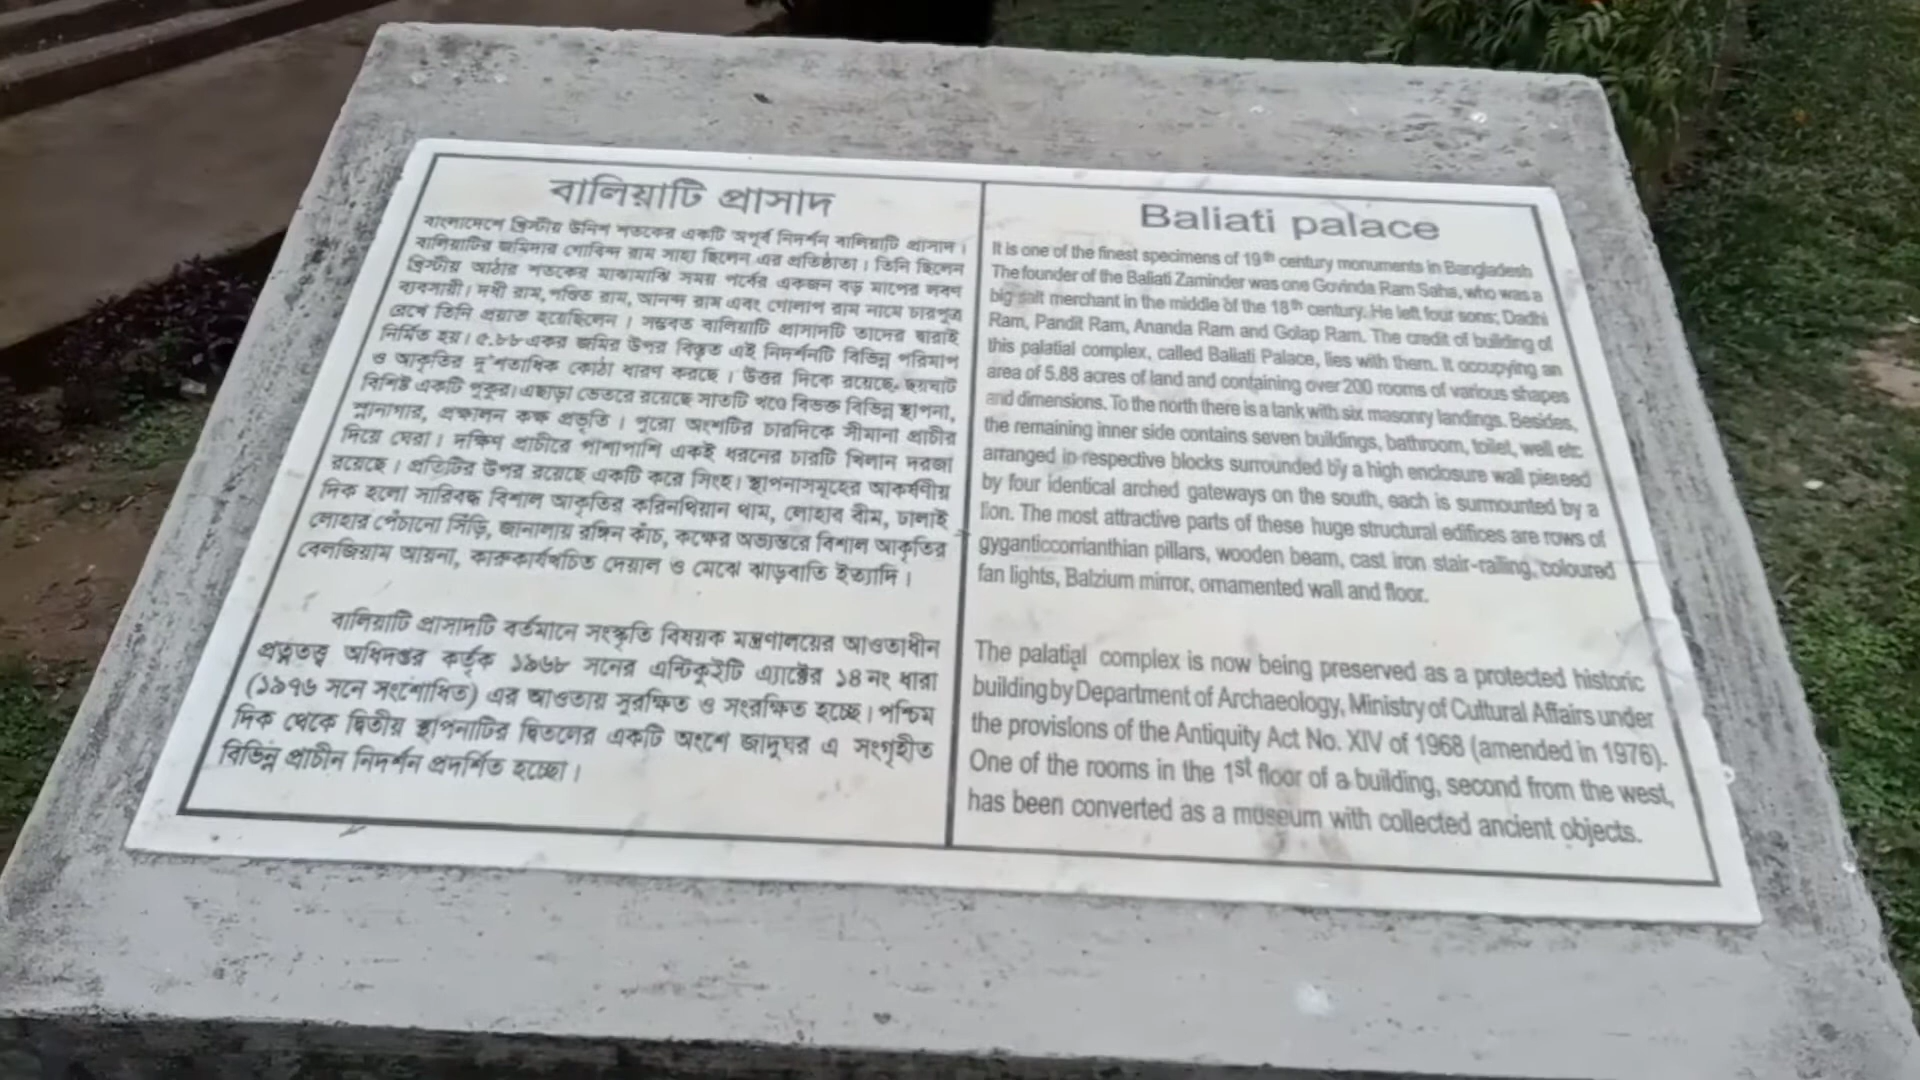 বালিয়াটি প্রাসাদ
বাংলাদেশে খ্রিস্টীয় উনিশ শতকের একটি অপূর্ব নিদর্শন বালিয়াটি প্রাসাদ।
বালিয়াটির জমিদার গোবিন্দ রাম সাহা ছিলেন এর প্রতিষ্ঠাতা। তিনি ছিলেন
খ্রিস্টীয় আঠার শতকের মাঝামাঝি সময় পর্বের একজন বড় মাপের লবণ
ব্যবসায়ী। দধী রাম, পণ্ডিত রাম, আনন্দ রাম এবং গোলাপ রাম নামে চারপুত্র
রেখে তিনি প্রয়াত হয়েছিলেন। সম্ভবত বালিয়াটি প্রাসাদটি তাদের দ্বারাই
নির্মিত হয়। ৫.৮৮ একর জমির উপর বিস্তৃত এই নিদর্শনটি বিভিন্ন পরিমাপ
ও আকৃতির দু'শতাধিক কোঠা ধারণ করছে। উত্তর দিকে রয়েছে ছয়ঘাট
বিশিষ্ট একটি পুকুর। এছাড়া ভেতরে রয়েছে সাতটি খণ্ডে বিভক্ত বিভিন্ন স্থাপনা,
স্নানাগার, প্রক্ষালন কক্ষ প্রভৃতি। পুরো অংশটির চারদিকে সীমানা প্রাচীর
দিয়ে ঘেরা। দক্ষিণ প্রাচীরে পাশাপাশি একই ধরনের চারটি খিলান দরজা
রয়েছে। প্রতিটির উপর রয়েছে একটি করে সিংহ। স্থাপনাসমূহের আকর্ষণীয়
দিক হলো সারিবদ্ধ বিশাল আকৃতির করিনথিয়ান থাম, লোহার বীম, ঢালাই
লোহার পেঁচানো সিঁড়ি, জানালায় রঙ্গিন কাঁচ, কক্ষের অভ্যন্তরে বিশাল আকৃতির
বেলজিয়াম আয়না, কারুকার্যখচিত দেয়াল ও মেঝে ঝাড়বাতি ইত্যাদি।
বালিয়াটি প্রাসাদটি বর্তমানে সংস্কৃতি বিষয়ক মন্ত্রণালয়ের আওতাধীন
প্রত্নতত্ত্ব অধিদপ্তর কর্তৃক ১৯৬৮ সনের এন্টিকুইটি এ্যাক্টের ১৪ নং ধারা
(১৯৭৬ সনে সংশোধিত) এর আওতায় সুরক্ষিত ও সংরক্ষিত হচ্ছে। পশ্চিম
দিক থেকে দ্বিতীয় স্থাপনাটির দ্বিতলের একটি অংশে জাদুঘর এ সংগৃহীত
বিভিন্ন প্রাচীন নিদর্শন প্রদর্শিত হচ্ছো।
Baliati palace
It is one of the finest specimens of 19th century monuments in Bangladesh
The founder of the Baliati Zaminder was one Govinda Ram Saha, who was a
big salt merchant in the middle of the 18th century. He left four sons; Dadhi
Ram, Pandit Ram, Ananda Ram and Golap Ram. The credit of building of
this palatial complex, called Baliati Palace, lies with them. It occupying an
area of 5.88 acres of land and containing over 200 rooms of various shapes
and dimensions. To the north there is a tank with six masonry landings. Besides,
the remaining inner side contains seven buildings, bathroom, toilet, well etc
arranged in respective blocks surrounded by a high enclosure wall piereed
by four identical arched gateways on the south, each is surmounted by a
lion. The most attractive parts of these huge structural edifices are rows of
gyganticcorrianthian pillars, wooden beam, cast iron stair-railing, coloured
fan lights, Balzium mirror, ornamented wall and floor.
The palatial complex is now being preserved as a protected historic
building by Department of Archaeology, Ministry of Cultural Affairs under
the provisions of the Antiquity Act No. XIV of 1968 (amended in 1976).
One of the rooms in the 1st floor of a building, second from the west,
has been converted as a museum with collected ancient objects.